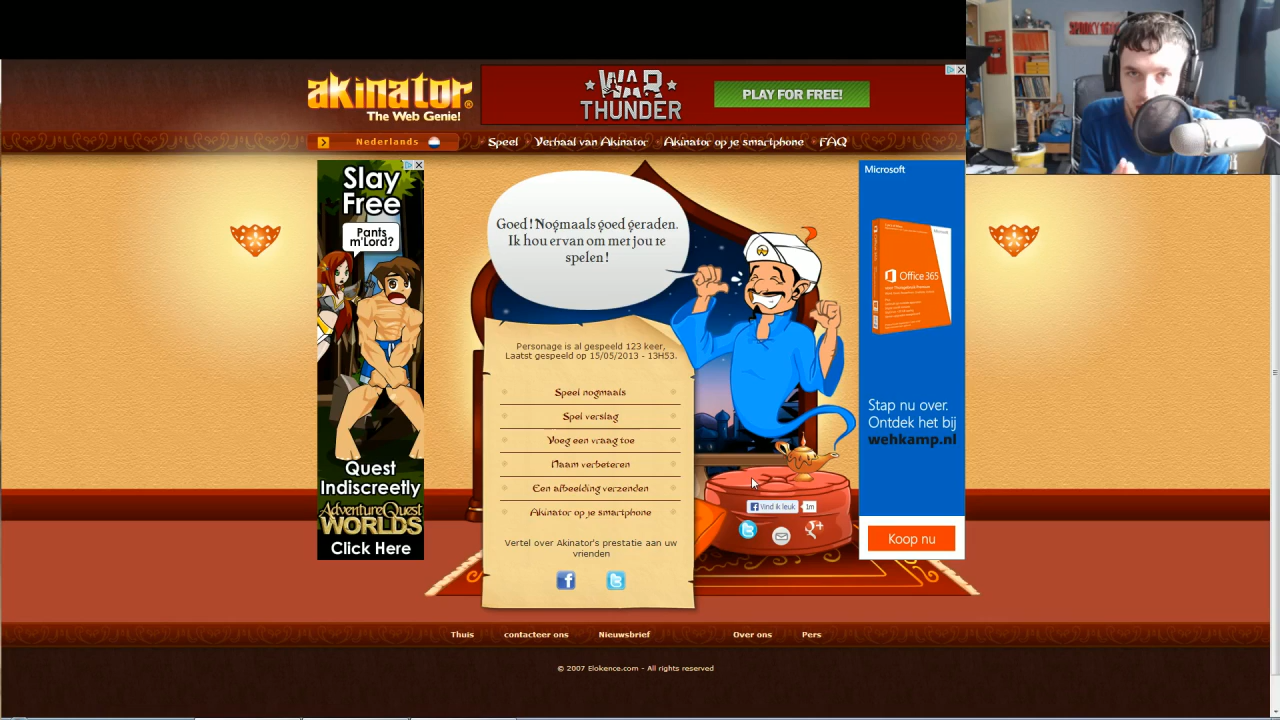 akinator®
The Web Genie!
WAR
THUNDER
PLAY FOR FREE!
Nederlands
Speel
Verhaal van Akinator
Akinator op je smartphone
FAQ
Slay
Free
Pants
m'Lord?
Quest
Indiscreetly
AdventureQuest
WORLDS
Click Here
Goed! Nogmaals goed geraden.
Ik hou ervan om met jou te
spelen!
Personage is al gespeeld 123 keer,
Laatst gespeeld op 15/05/2013 - 13H53.
Speel nogmaals
Spel verslag
Voeg een vraag toe
Naam verbeteren
Een afbeelding verzenden
Akinator op je smartphone
Vertel over Akinator's prestatie aan uw
vrienden
Vind ik leuk
1m
Microsoft
Office 365
Stap nu over.
Ontdek het bij
wehkamp.nl
Koop nu
Thuis
contacteer ons
Nieuwsbrief
Over ons
Pers
© 2007 Elokence.com - All rights reserved